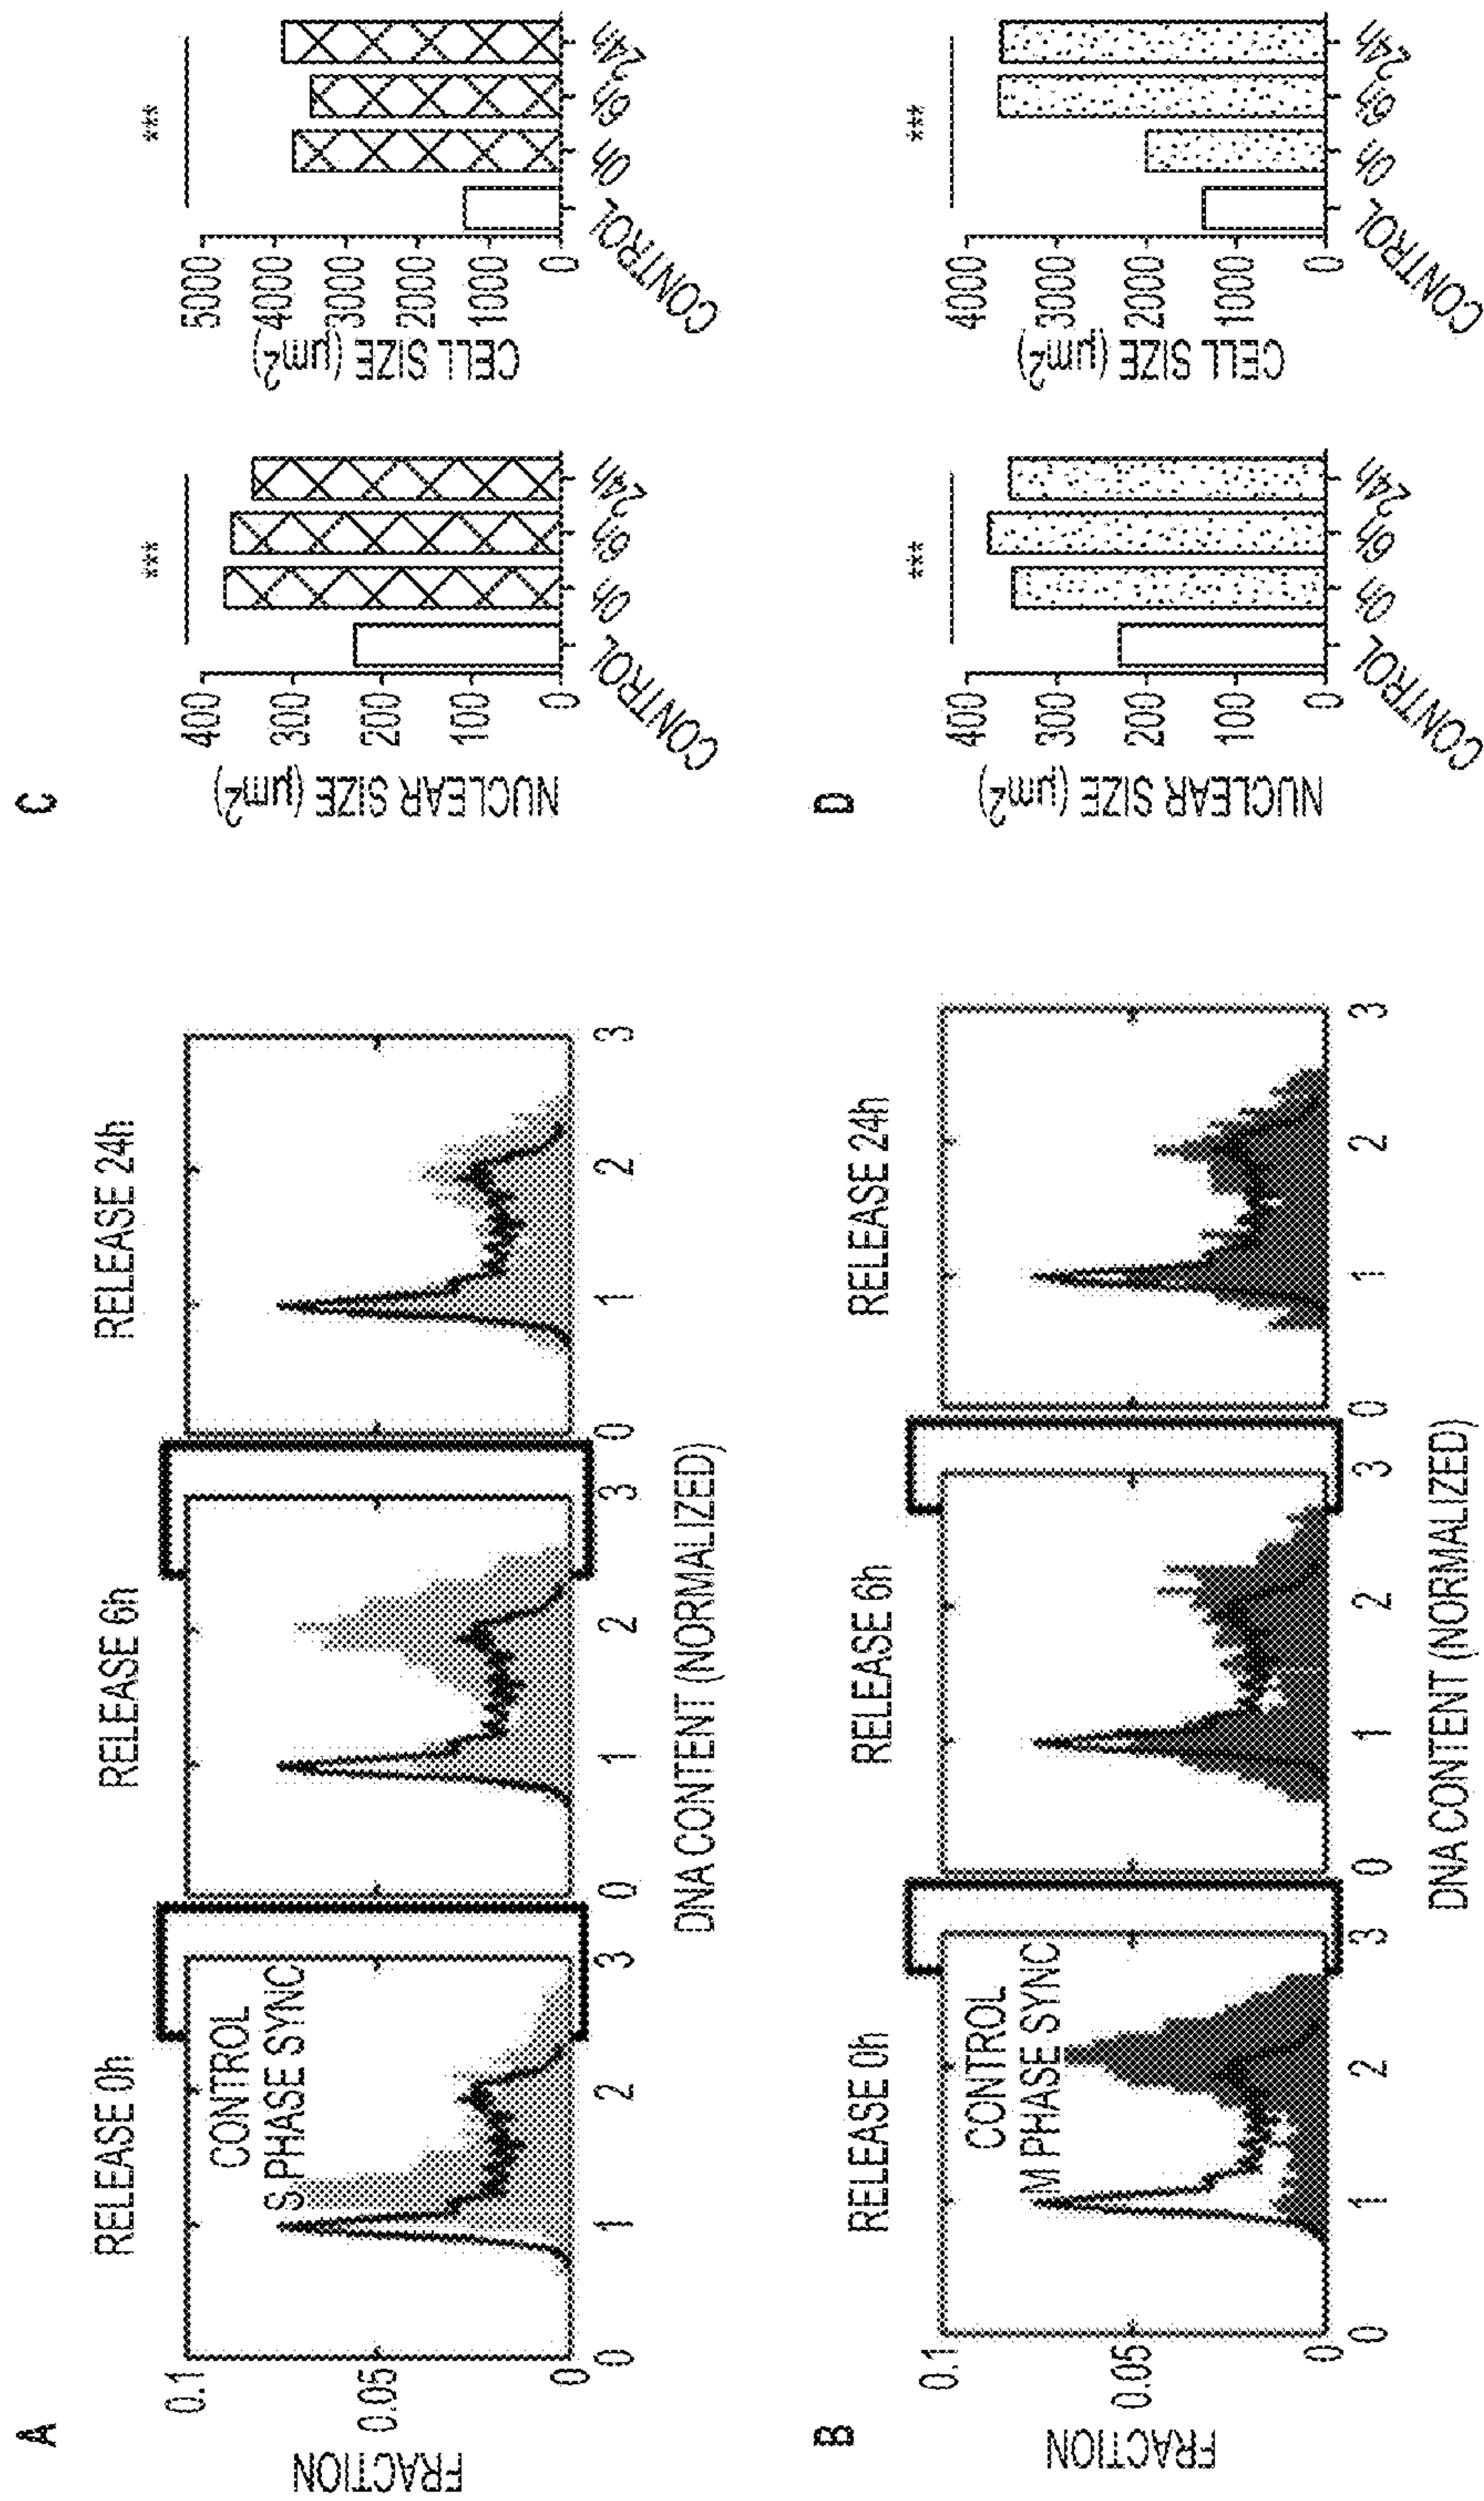 A
RELEASE 0h
RELEASE 6h
RELEASE 24h
FRACTION
0.1
0.05
0
CONTROL
S PHASE SYNC
0 1 2 3
0 1 2 3
0 1 2 3
DNA CONTENT (NORMALIZED)
B
RELEASE 0h
RELEASE 6h
RELEASE 24h
FRACTION
0.1
0.05
0
CONTROL
M PHASE SYNC
0 1 2 3
0 1 2 3
0 1 2 3
DNA CONTENT (NORMALIZED)
C
NUCLEAR SIZE (µm²)
400
300
200
100
0
***
CONTROL 0h 6h 24h
CELL SIZE (µm²)
5000
4000
3000
2000
1000
0
***
CONTROL 0h 6h 24h
D
NUCLEAR SIZE (µm²)
400
300
200
100
0
***
CONTROL 0h 6h 24h
CELL SIZE (µm²)
4000
3000
2000
1000
0
***
CONTROL 0h 6h 24h